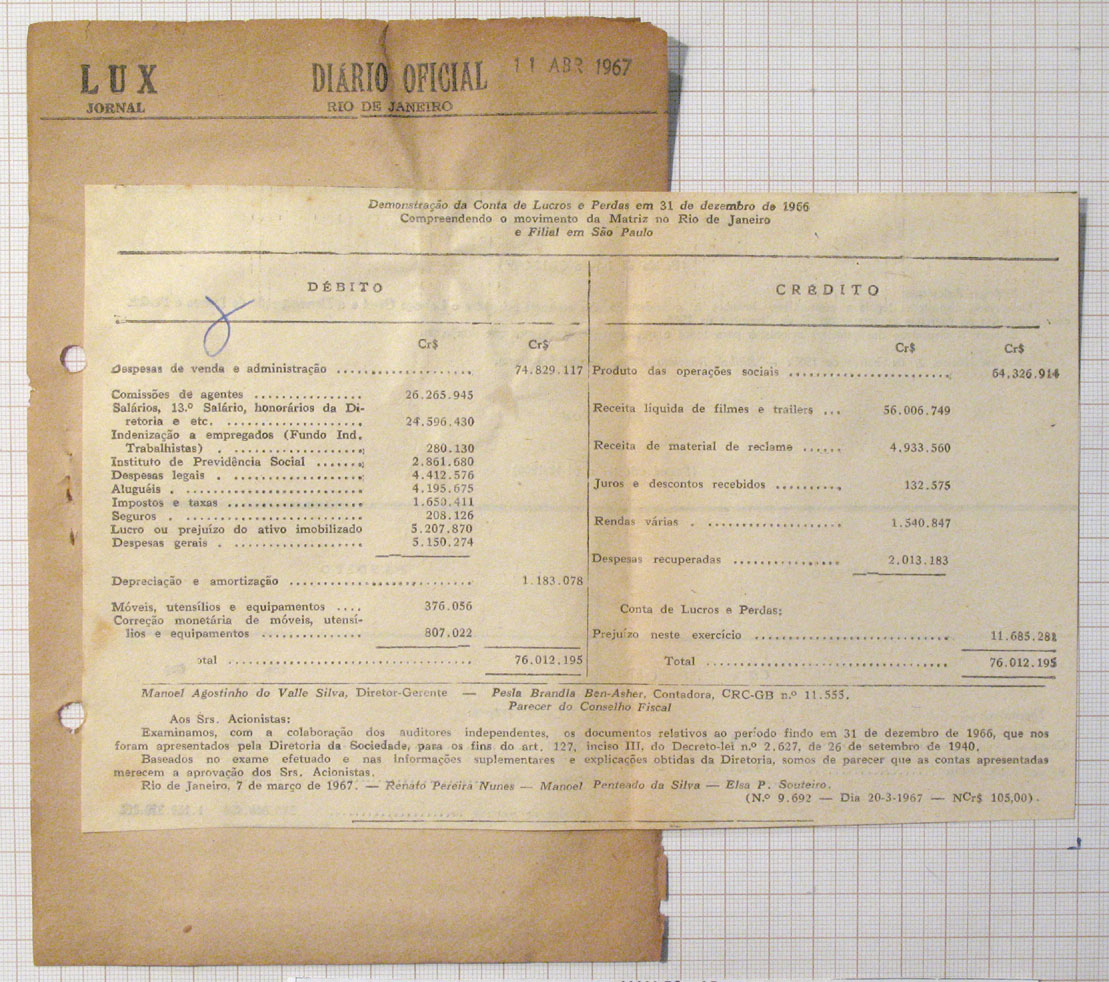 LUX
JORNAL
DIÁRIO OFICIAL
RIO DE JANEIRO
11 ABR 1967
Demonstração da Conta de Lucros e Perdas em 31 de dezembro de 1966
Compreendendo o movimento da Matriz no Rio de Janeiro
e Filial em São Paulo
DÉBITO
Cr$ Cr$
Despesas de venda e administração ..................... 74.829.117
Comissões de agentes ................ 26.265.945
Salários, 13.º Salário, honorários da Di-
retoria e etc. .................... 24.596.430
Indenização a empregados (Fundo Ind.
Trabalhistas) . .................... 280.130
Instituto de Previdência Social ....... 2.861.680
Despesas legais . .................... 4.412.576
Aluguéis . ........................... 4.195.675
Impostos e taxas .................... 1.650.411
Seguros . ........................... 208.126
Lucro ou prejuízo do ativo imobilizado 5.207.870
Despesas gerais . .................... 5.150.274
Depreciação e amortização ........................... 1.183.078
Móveis, utensílios e equipamentos .... 376.056
Correção monetária de móveis, utensí-
lios e equipamentos ............... 807.022
otal .................................... 76.012.195
CRÉDITO
Cr$ Cr$
Produto das operações sociais ........................ 64.326.914
Receita líquida de filmes e trailers ... 56.006.749
Receita de material de reclame ...... 4.933.560
Juros e descontos recebidos .......... 132.575
Rendas várias . ...................... 1.540.847
Despesas recuperadas ................ 2.013.183
Conta de Lucros e Perdas:
Prejuízo neste exercício ............................. 11.685.281
Total .................................... 76.012.195
Manoel Agostinho do Valle Silva, Diretor-Gerente — Pesla Brandla Ben-Asher, Contadora, CRC-GB n.º 11.555.
Parecer do Conselho Fiscal
Aos Srs. Acionistas:
Examinamos, com a colaboração dos auditores independentes, os documentos relativos ao período findo em 31 de dezembro de 1966, que nos
foram apresentados pela Diretoria da Sociedade, para os fins do art. 127, inciso III, do Decreto-lei n.º 2.627, de 26 de setembro de 1940.
Baseados no exame efetuado e nas informações suplementares e explicações obtidas da Diretoria, somos de parecer que as contas apresentadas
merecem a aprovação dos Srs. Acionistas.
Rio de Janeiro, 7 de março de 1967. — Renato Pereira Nunes — Manoel Penteado da Silva — Elsa P. Souteiro.
(N.º 9.692 — Dia 20-3-1967 — NCr$ 105,00).